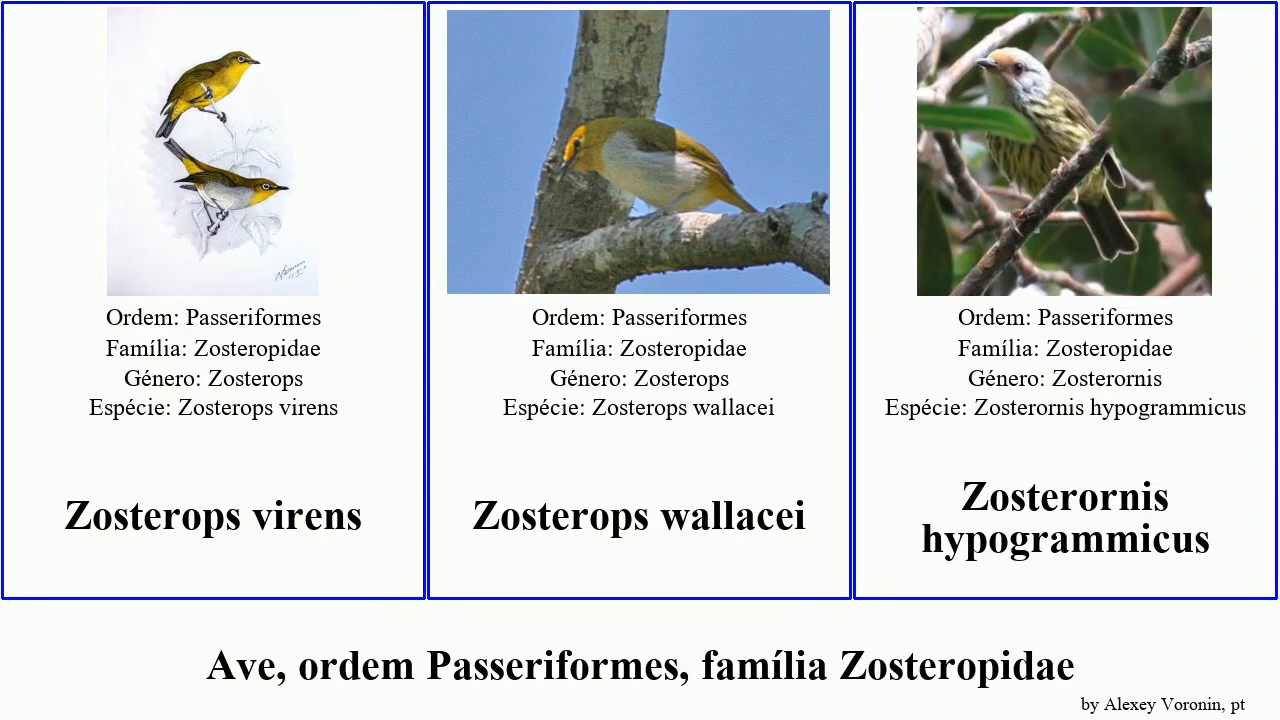 Ordem: Passeriformes
Família: Zosteropidae
Género: Zosterops
Espécie: Zosterops virens
Zosterops virens
Ordem: Passeriformes
Família: Zosteropidae
Género: Zosterops
Espécie: Zosterops wallacei
Zosterops wallacei
Ordem: Passeriformes
Família: Zosteropidae
Género: Zosterornis
Espécie: Zosterornis hypogrammicus
Zosterornis
hypogrammicus
Ave, ordem Passeriformes, família Zosteropidae
by Alexey Voronin, pt